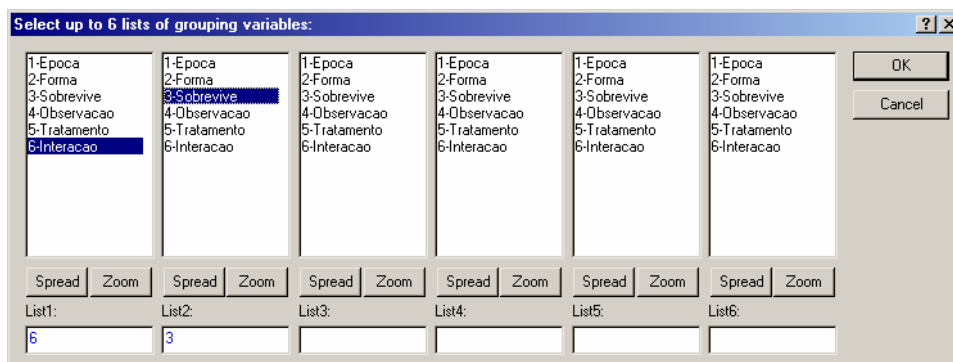 Select up to 6 lists of grouping variables:
1-Epoca 1-Epoca 1-Epoca 1-Epoca 1-Epoca 1-Epoca OK
2-Forma 2-Forma 2-Forma 2-Forma 2-Forma 2-Forma
3-Sobrevive 3-Sobrevive 3-Sobrevive 3-Sobrevive 3-Sobrevive 3-Sobrevive Cancel
4-Observacao 4-Observacao 4-Observacao 4-Observacao 4-Observacao 4-Observacao
5-Tratamento 5-Tratamento 5-Tratamento 5-Tratamento 5-Tratamento 5-Tratamento
6-Interacao 6-Interacao 6-Interacao 6-Interacao 6-Interacao 6-Interacao
Spread Zoom Spread Zoom Spread Zoom Spread Zoom Spread Zoom Spread Zoom
List1: List2: List3: List4: List5: List6:
6 3